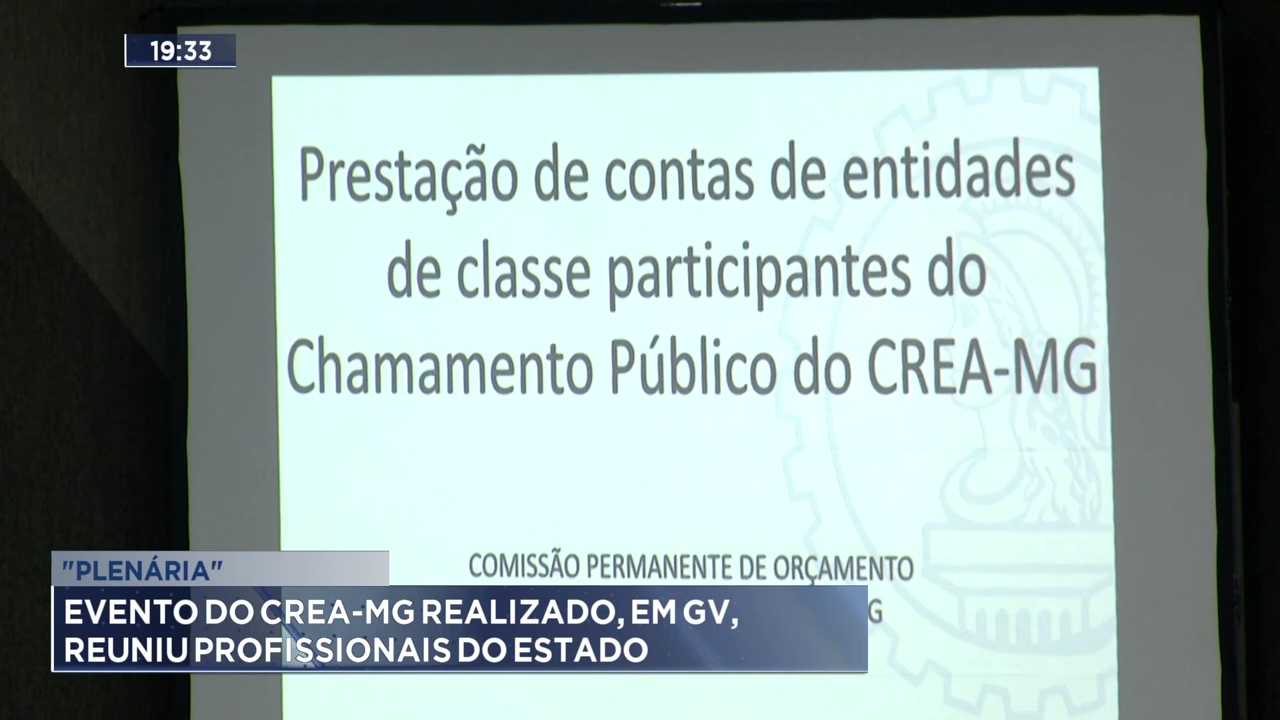 19:33
Prestação de contas de entidades
de classe participantes do
Chamamento Público do CREA-MG
COMISSÃO PERMANENTE DE ORÇAMENTO
G
"PLENÁRIA"
EVENTO DO CREA-MG REALIZADO, EM GV,
REUNIU PROFISSIONAIS DO ESTADO